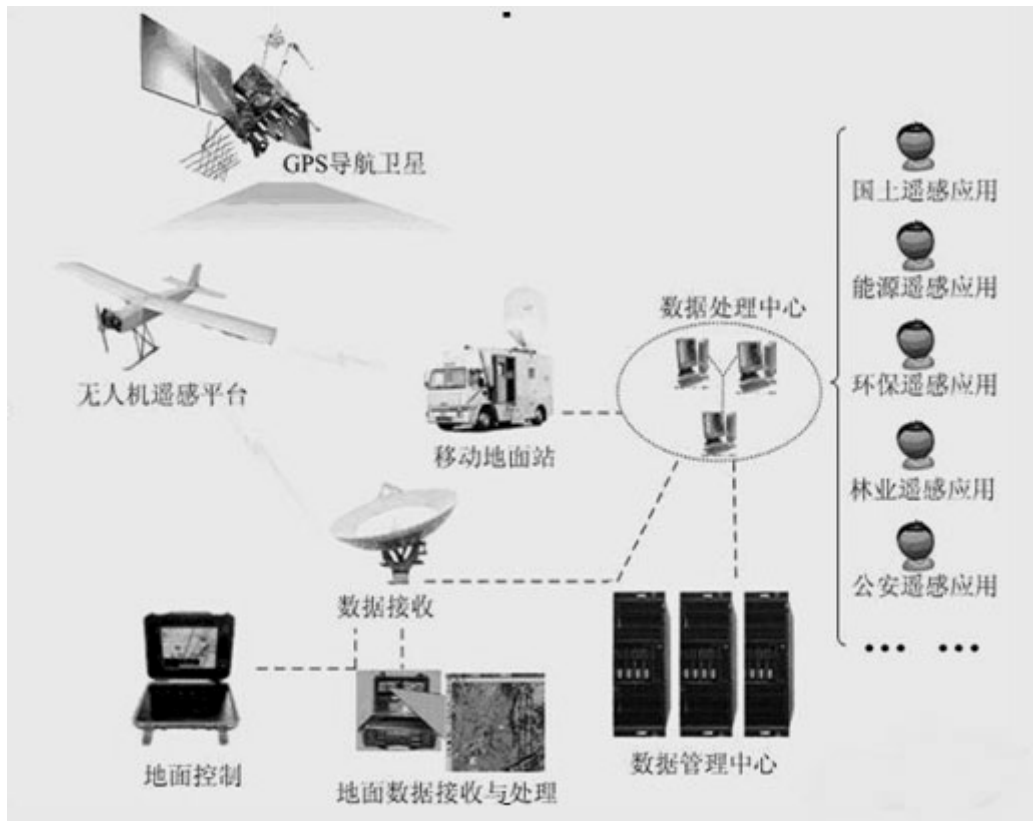 GPS导航卫星
国上遥感应用
能源遥感应用
数据处理中心
无人机遥感平台
环保遥感应用
移动地面站
林业遥感应用
公安遥感应用
数据接收
... ...
地面控制
地面数据接收与处理
数据管理中心